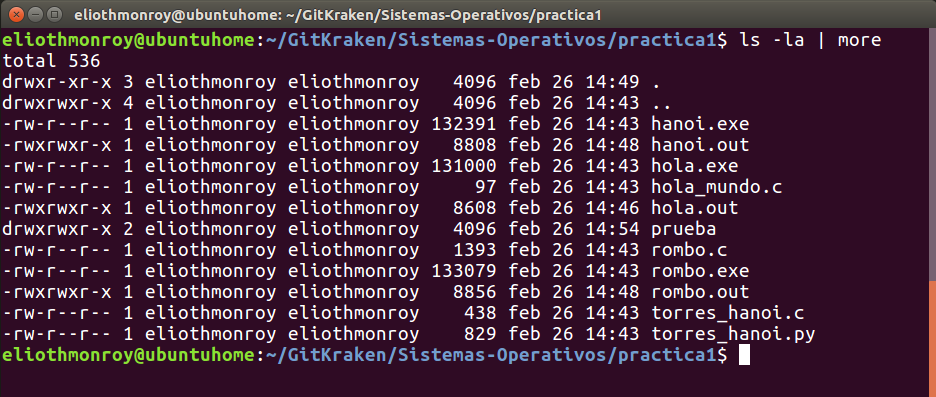 eliothmonroy@ubuntuhome: ~/GitKraken/Sistemas-Operativos/practica1
eliothmonroy@ubuntuhome:~/GitKraken/Sistemas-Operativos/practica1$ ls -la | more
total 536
drwxr-xr-x 3 eliothmonroy eliothmonroy   4096 feb 26 14:49 .
drwxrwxr-x 4 eliothmonroy eliothmonroy   4096 feb 26 14:43 ..
-rw-r--r-- 1 eliothmonroy eliothmonroy 132391 feb 26 14:43 hanoi.exe
-rwxrwxr-x 1 eliothmonroy eliothmonroy   8808 feb 26 14:48 hanoi.out
-rw-r--r-- 1 eliothmonroy eliothmonroy 131000 feb 26 14:43 hola.exe
-rw-r--r-- 1 eliothmonroy eliothmonroy     97 feb 26 14:43 hola_mundo.c
-rwxrwxr-x 1 eliothmonroy eliothmonroy   8608 feb 26 14:46 hola.out
drwxrwxr-x 2 eliothmonroy eliothmonroy   4096 feb 26 14:54 prueba
-rw-r--r-- 1 eliothmonroy eliothmonroy   1393 feb 26 14:43 rombo.c
-rw-r--r-- 1 eliothmonroy eliothmonroy 133079 feb 26 14:43 rombo.exe
-rwxrwxr-x 1 eliothmonroy eliothmonroy   8856 feb 26 14:48 rombo.out
-rw-r--r-- 1 eliothmonroy eliothmonroy    438 feb 26 14:43 torres_hanoi.c
-rw-r--r-- 1 eliothmonroy eliothmonroy    829 feb 26 14:43 torres_hanoi.py
eliothmonroy@ubuntuhome:~/GitKraken/Sistemas-Operativos/practica1$